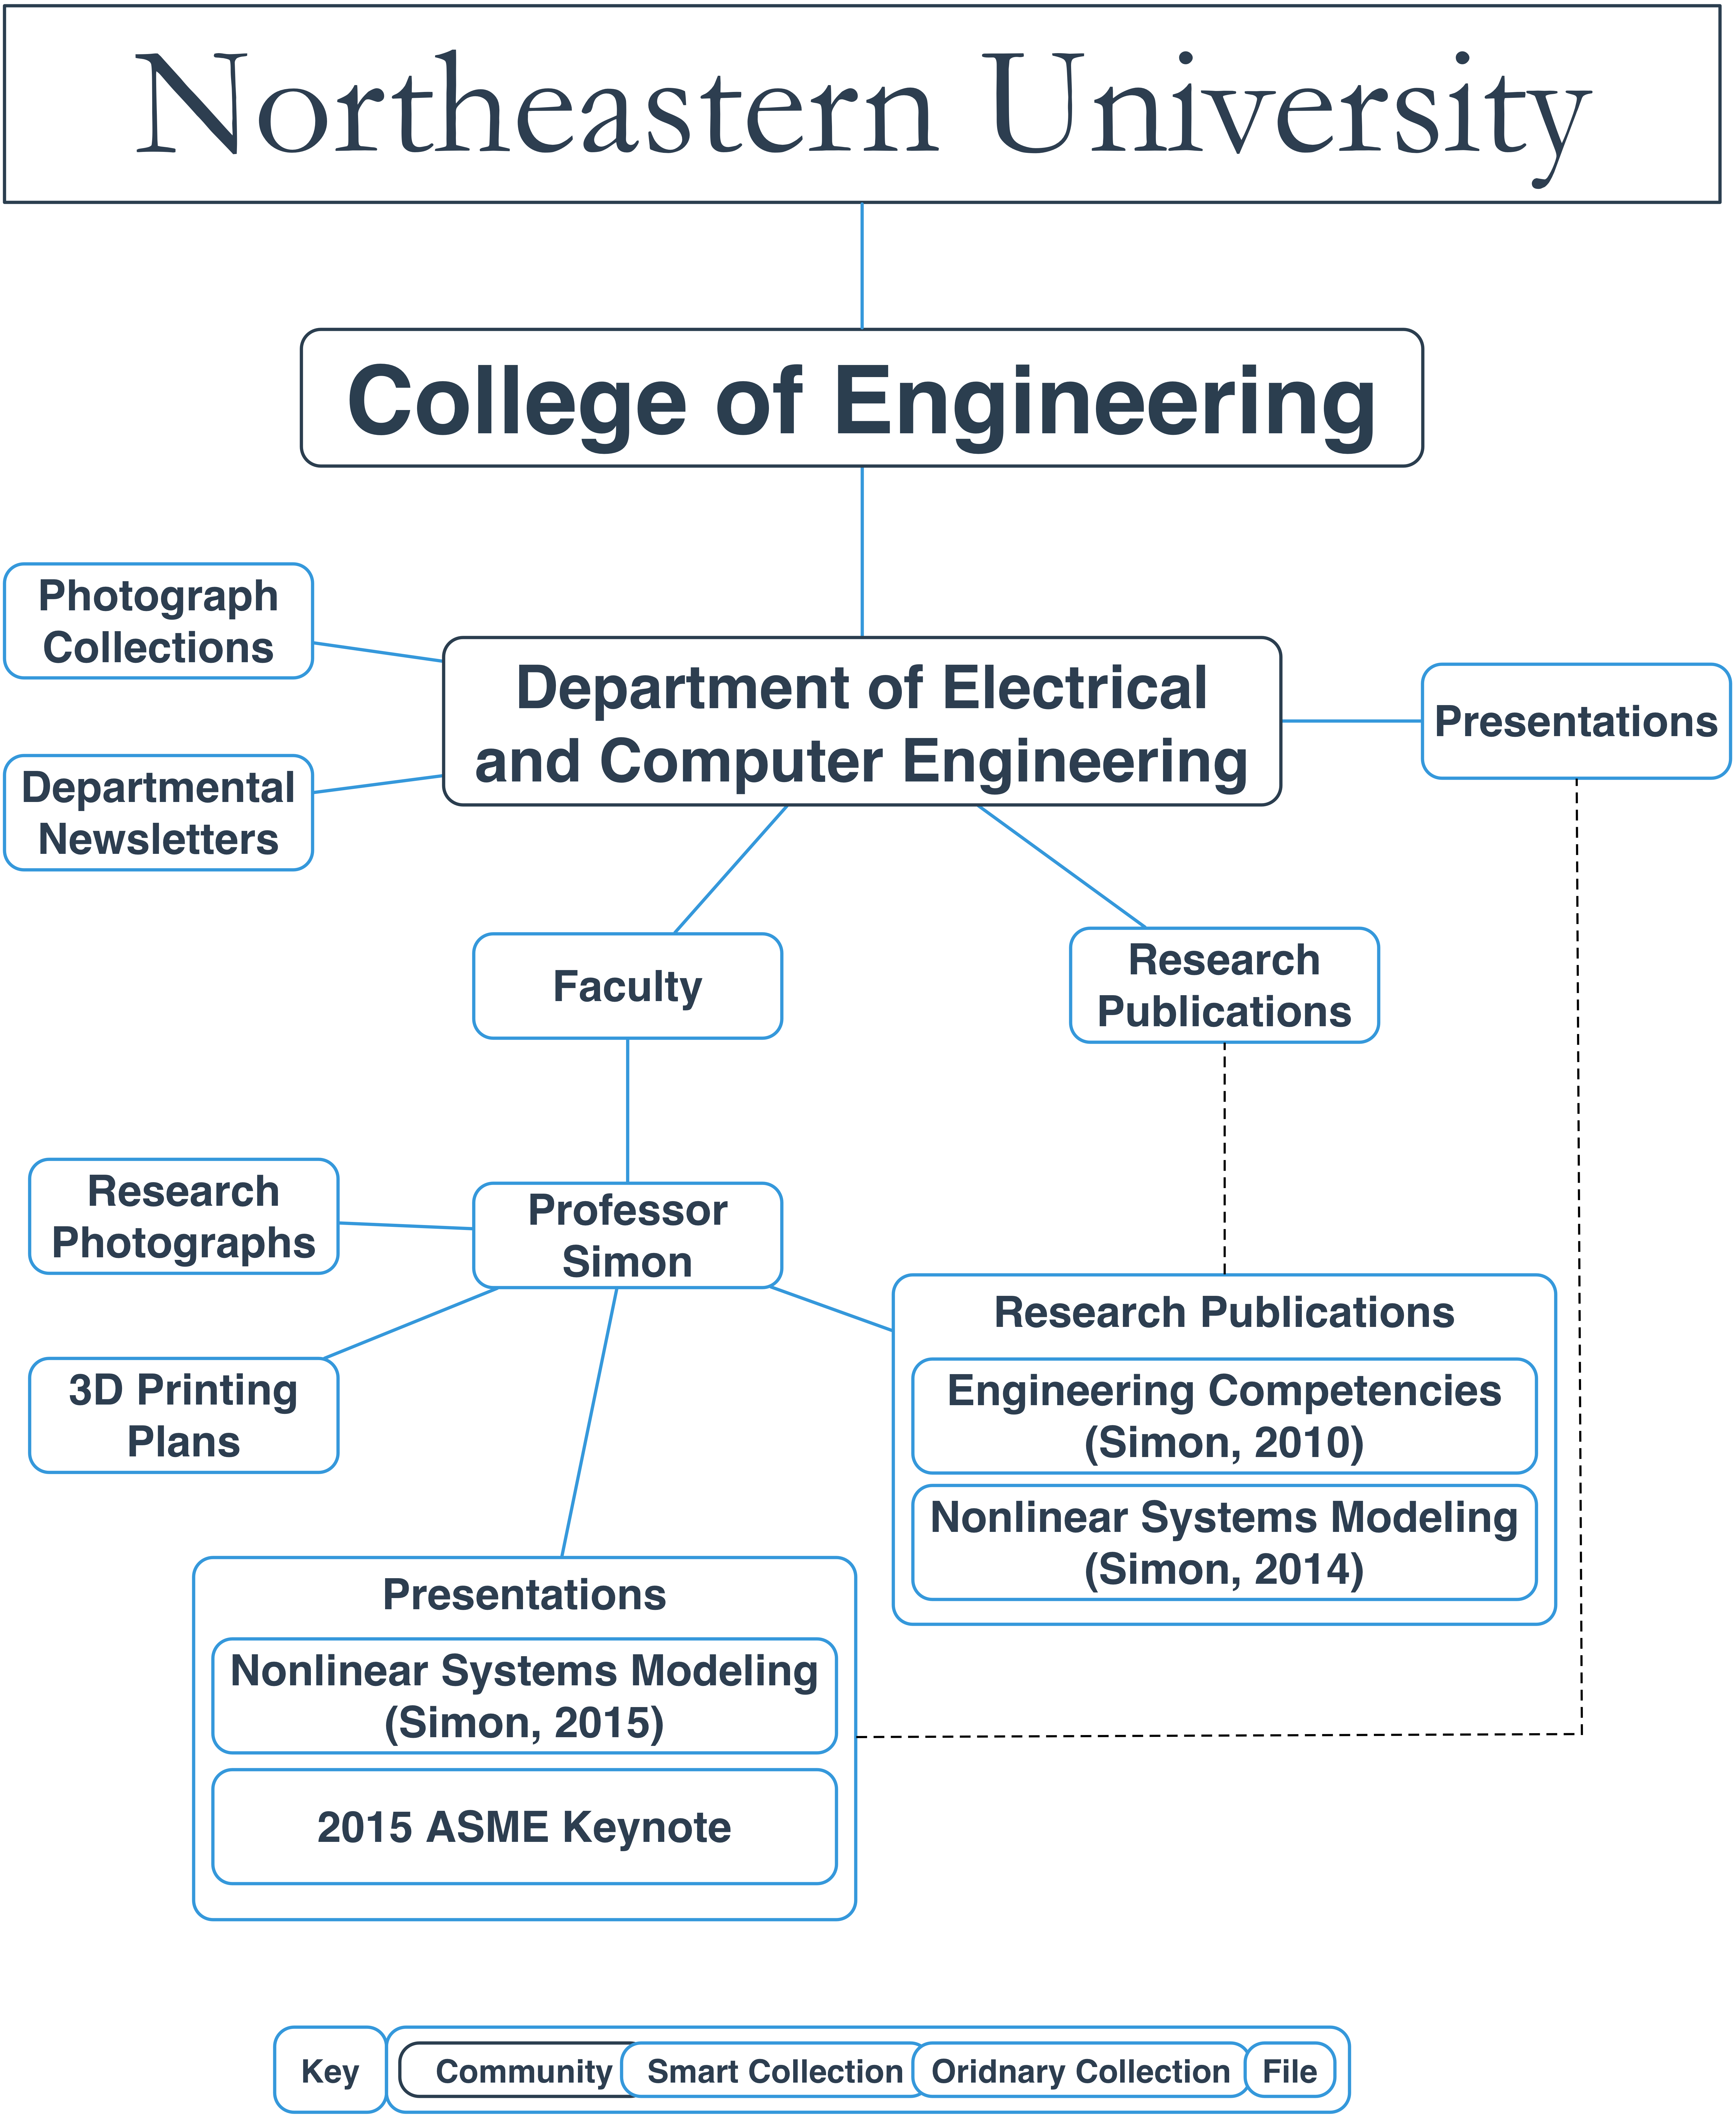 Northeastern University
College of Engineering
Photograph
Collections
Department of Electrical
and Computer Engineering
Presentations
Departmental
Newsletters
Faculty
Research
Publications
Research
Photographs
Professor
Simon
3D Printing
Plans
Research Publications
Engineering Competencies
(Simon, 2010)
Nonlinear Systems Modeling
(Simon, 2014)
Presentations
Nonlinear Systems Modeling
(Simon, 2015)
2015 ASME Keynote
Key
Community
Smart Collection
Oridnary Collection
File